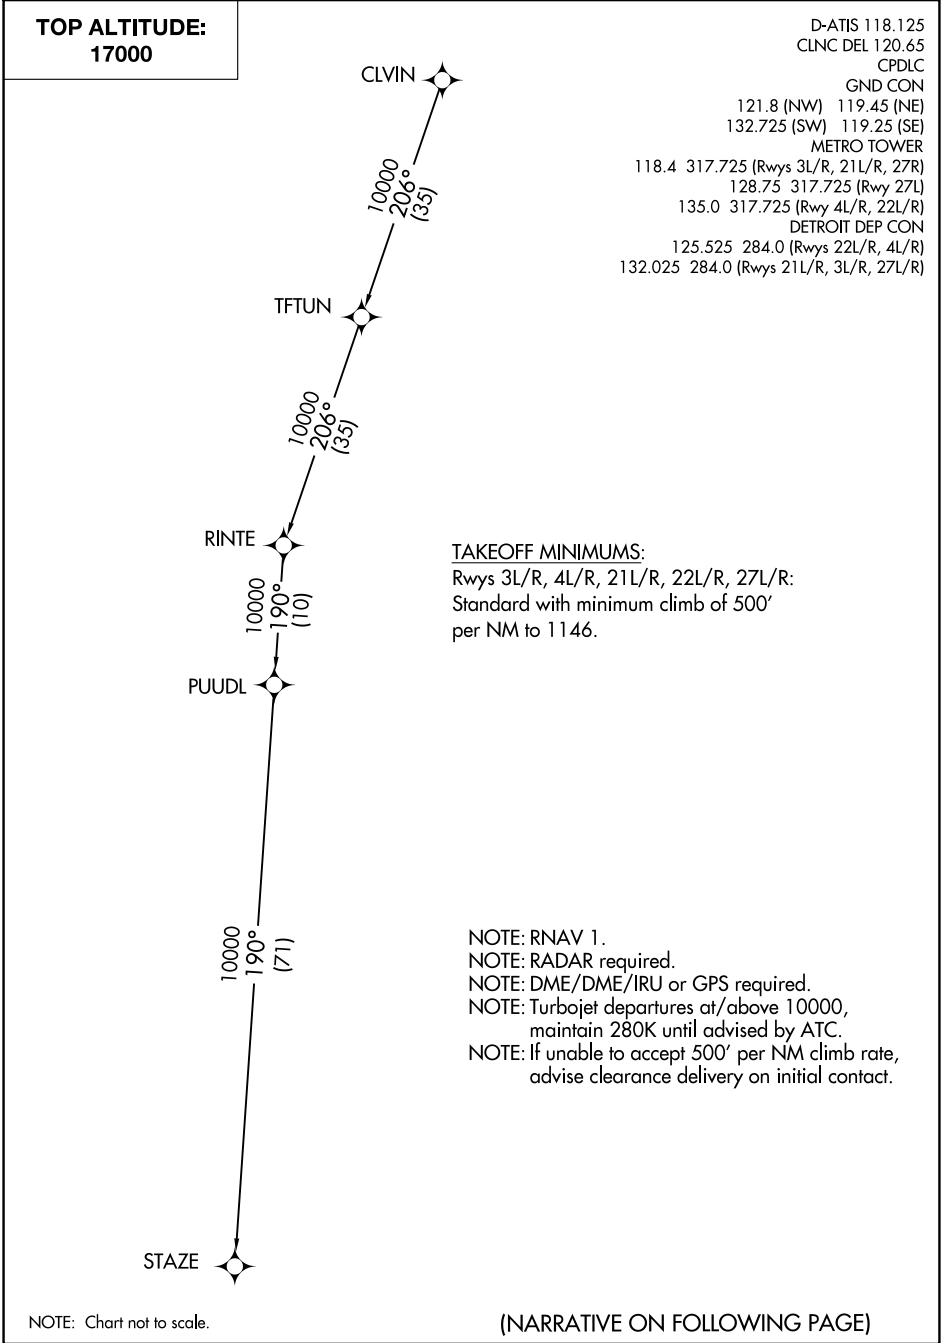 TOP ALTITUDE:
17000
D-ATIS 118.125
CLNC DEL 120.65
CPDLC
GND CON
121.8 (NW) 119.45 (NE)
132.725 (SW) 119.25 (SE)
METRO TOWER
118.4 317.725 (Rwys 3L/R, 21L/R, 27R)
128.75 317.725 (Rwy 27L)
135.0 317.725 (Rwy 4L/R, 22L/R)
DETROIT DEP CON
125.525 284.0 (Rwys 22L/R, 4L/R)
132.025 284.0 (Rwys 21L/R, 3L/R, 27L/R)
CLVIN
10000
206°
(35)
TFTUN
10000
206°
(35)
RINTE
10000
190°
(10)
PUUDL
TAKEOFF MINIMUMS:
Rwys 3L/R, 4L/R, 21L/R, 22L/R, 27L/R:
Standard with minimum climb of 500'
per NM to 1146.
10000
190°
(71)
NOTE: RNAV 1.
NOTE: RADAR required.
NOTE: DME/DME/IRU or GPS required.
NOTE: Turbojet departures at/above 10000,
maintain 280K until advised by ATC.
NOTE: If unable to accept 500' per NM climb rate,
advise clearance delivery on initial contact.
STAZE
NOTE: Chart not to scale.
(NARRATIVE ON FOLLOWING PAGE)